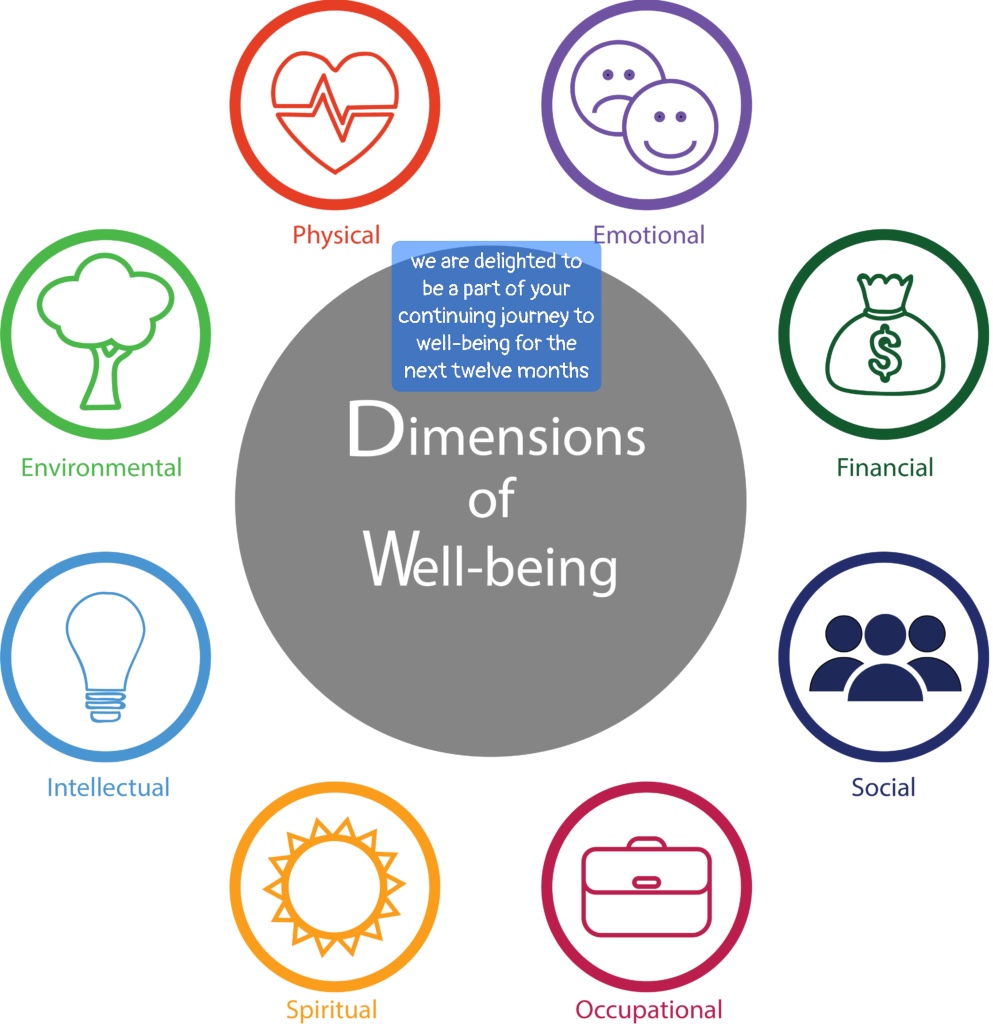 Physical
Emotional
we are delighted to
be a part of your
continuing journey to
well-being for the
next twelve months
Dimensions
of
Well-being
Environmental
Financial
$
Intellectual
Social
Spiritual
Occupational